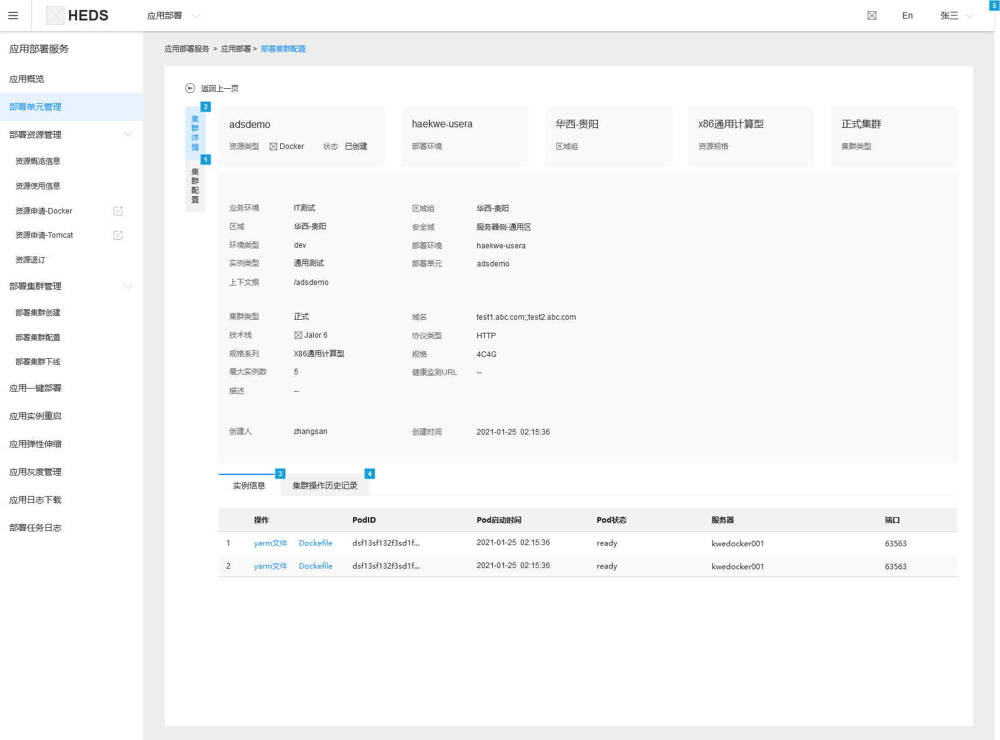 HEDS 应用部署 En 张三 5
应用部署服务
应用概览
部署单元管理
部署资源管理
资源概览信息
资源使用信息
资源申请-Docker
资源申请-Tomcat
资源退订
部署集群管理
部署集群创建
部署集群配置
部署集群下线
应用一键部署
应用实例重启
应用弹性伸缩
应用灰度管理
应用日志下载
部署任务日志
应用部署服务 > 应用部署 > 部署集群配置
返回上一页
集群详情 2
集群配置 1
adsdemo
资源类型 Docker 状态 已创建
haekwe-usera
部署环境
华西-贵阳
区域组
x86通用计算型
资源规格
正式集群
集群类型
业务环境 IT测试 区域组 华西-贵阳
区域 华西-贵阳 安全域 服务器侧-通用区
环境类型 dev 部署环境 haekwe-usera
实例类型 通用测试 部署单元 adsdemo
上下文根 /adsdemo
集群类型 正式 域名 test1.abc.com;;test2.abc.com
技术栈 Jalor 6 协议类型 HTTP
规格系列 X86通用计算型 规格 4C4G
最大实例数 5 健康监测URL --
描述 --
创建人 zhangsan 创建时间 2021-01-25 02:15:36
实例信息 3 集群操作历史记录 4
操作 PodID Pod启动时间 Pod状态 服务器 端口
1 yarm文件 Dockefile dsf13sf132f3sd1f... 2021-01-25 02:15:36 ready kwedocker001 63563
2 yarm文件 Dockefile dsf13sf132f3sd1f... 2021-01-25 02:15:36 ready kwedocker001 63563